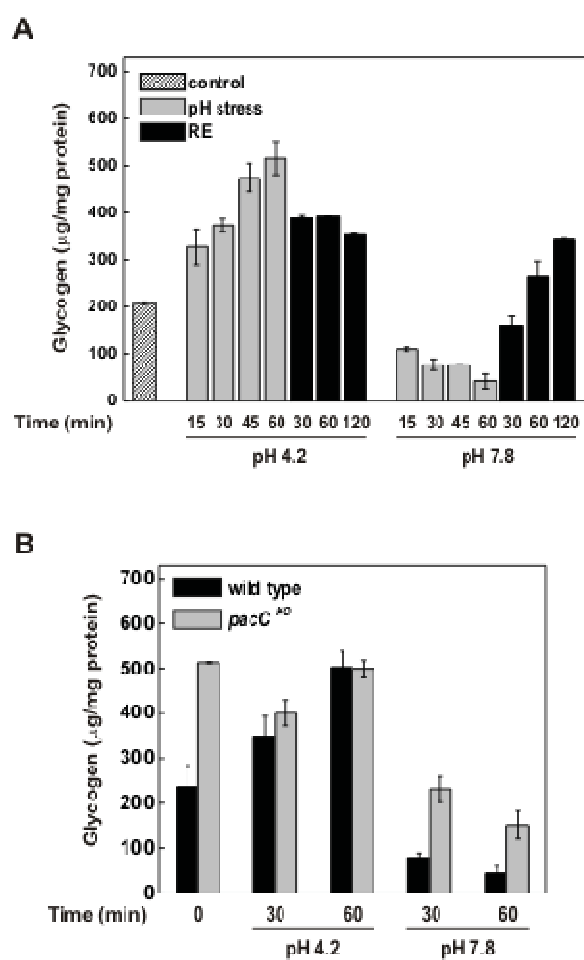 A
700
600
500
400
300
200
100
0
Glycogen (µg/mg protein)
control
pH stress
RE
Time (min) 15 30 45 60 30 60 120 15 30 45 60 30 60 120
pH 4.2 pH 7.8
B
700
600
500
400
300
200
100
0
Glycogen (µg/mg protein)
wild type
pacC
Time (min) 0 30 60 30 60
pH 4.2 pH 7.8